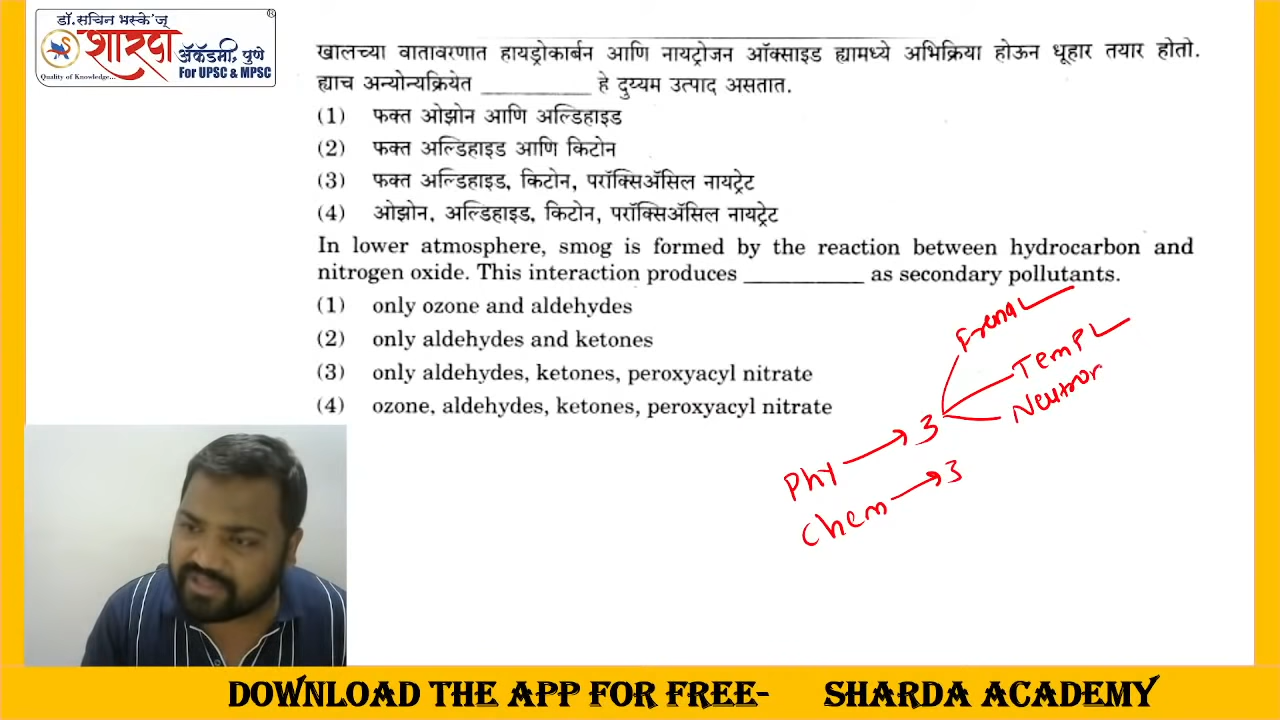 डॉ.सचिन भस्के'ज्
शारदा
ॲकॅडमी, पुणे
For UPSC & MPSC
Quality of Knowledge...
खालच्या वातावरणात हायड्रोकार्बन आणि नायट्रोजन ऑक्साइड ह्यामध्ये अभिक्रिया होऊन धूहार तयार होतो.
ह्याच अन्योन्यक्रियेत __________ हे दुय्यम उत्पाद असतात.
(1) फक्त ओझोन आणि अल्डिहाइड
(2) फक्त अल्डिहाइड आणि किटोन
(3) फक्त अल्डिहाइड, किटोन, परॉक्सिॲसिल नायट्रेट
(4) ओझोन, अल्डिहाइड, किटोन, परॉक्सिॲसिल नायट्रेट
In lower atmosphere, smog is formed by the reaction between hydrocarbon and
nitrogen oxide. This interaction produces __________ as secondary pollutants.
(1) only ozone and aldehydes
(2) only aldehydes and ketones
(3) only aldehydes, ketones, peroxyacyl nitrate
(4) ozone, aldehydes, ketones, peroxyacyl nitrate
Temp
Neutror
Phy → 3
Chem → 3
DOWNLOAD THE APP FOR FREE- SHARDA ACADEMY